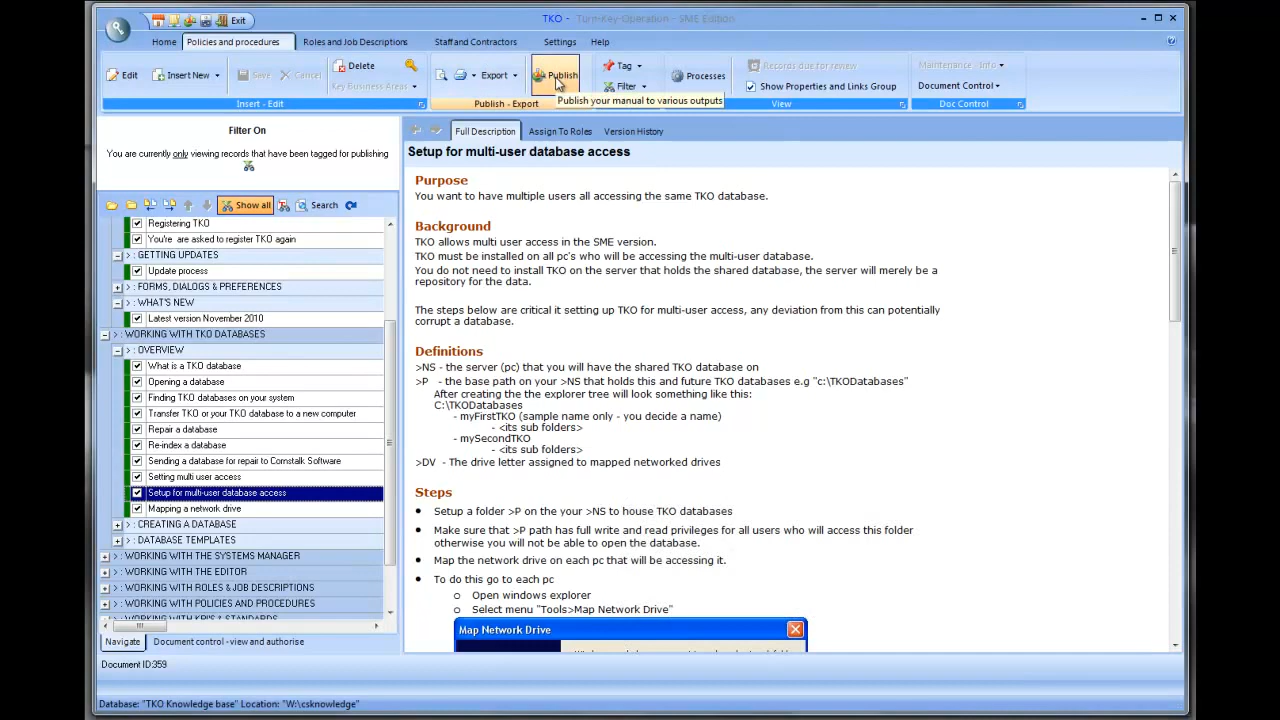 Exit
TKO - Turn-Key-Operation - SME Edition
Home Policies and procedures Roles and Job Descriptions Staff and Contractors Settings Help
Edit Insert New Save Cancel Delete Key Business Areas Export Publish Tag Filter Processes Records due for review Show Properties and Links Group Maintenance / Info Document Control
Insert - Edit Publish - Export View Doc Control
Publish your manual to various outputs
Filter On
You are currently only viewing records that have been tagged for publishing
Show all Search
Registering TKO
You're are asked to register TKO again
>: GETTING UPDATES
Update process
>: FORMS, DIALOGS & PREFERENCES
>: WHAT'S NEW
Latest version November 2010
>: WORKING WITH TKO DATABASES
>: OVERVIEW
What is a TKO database
Opening a database
Finding TKO databases on your system
Transfer TKO or your TKO database to a new computer
Repair a database
Re-index a database
Sending a database for repair to Cornstalk Software
Setting multi user access
Setup for multi-user database access
Mapping a network drive
>: CREATING A DATABASE
>: DATABASE TEMPLATES
>: WORKING WITH THE SYSTEMS MANAGER
>: WORKING WITH THE EDITOR
>: WORKING WITH ROLES & JOB DESCRIPTIONS
>: WORKING WITH POLICIES AND PROCEDURES
>: WORKING WITH KPI'S & STANDARDS
Navigate Document control - view and authorise
Full Description Assign To Roles Version History
Setup for multi-user database access
Purpose
You want to have multiple users all accessing the same TKO database.
Background
TKO allows multi user access in the SME version.
TKO must be installed on all pc's who will be accessing the multi-user database.
You do not need to install TKO on the server that holds the shared database, the server will merely be a
repository for the data.
The steps below are critical it setting up TKO for multi-user access, any deviation from this can potentially
corrupt a database.
Definitions
>NS - the server (pc) that you will have the shared TKO database on
>P - the base path on your >NS that holds this and future TKO databases e.g "c:\TKODatabases"
After creating the the explorer tree will look something like this:
C:\TKODatabases
- myFirstTKO (sample name only - you decide a name)
- <its sub folders>
- mySecondTKO
- <its sub folders>
>DV - The drive letter assigned to mapped networked drives
Steps
• Setup a folder >P on the your >NS to house TKO databases
• Make sure that >P path has full write and read privileges for all users who will access this folder
otherwise you will not be able to open the database.
• Map the network drive on each pc that will be accessing it.
• To do this go to each pc
o Open windows explorer
o Select menu "Tools>Map Network Drive"
Map Network Drive
Document ID:359
Database: "TKO Knowledge base" Location: "W:\csknowledge"